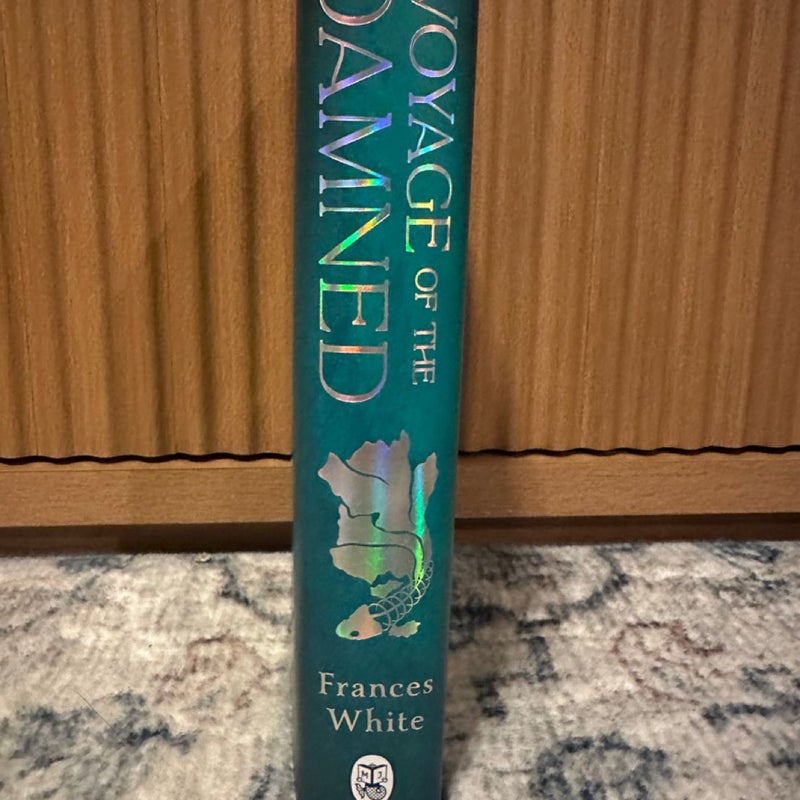 VOYAGE OF THE
DAMNED
Frances
White
M J